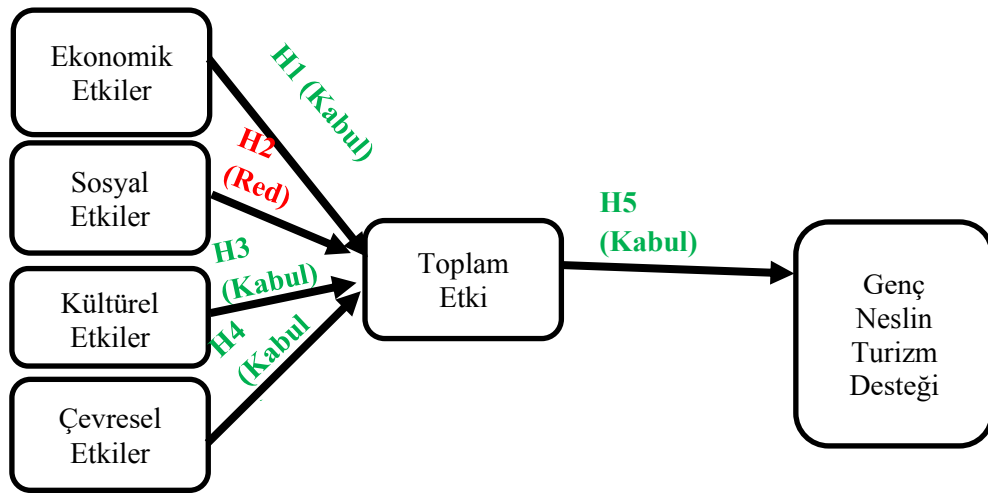 Ekonomik
Etkiler
H1 (Kabul)
H2
(Red)
Sosyal
Etkiler
H3
(Kabul)
Kültürel
Etkiler
H4
(Kabul
Çevresel
Etkiler
Toplam
Etki
H5
(Kabul)
Genç
Neslin
Turizm
Desteği